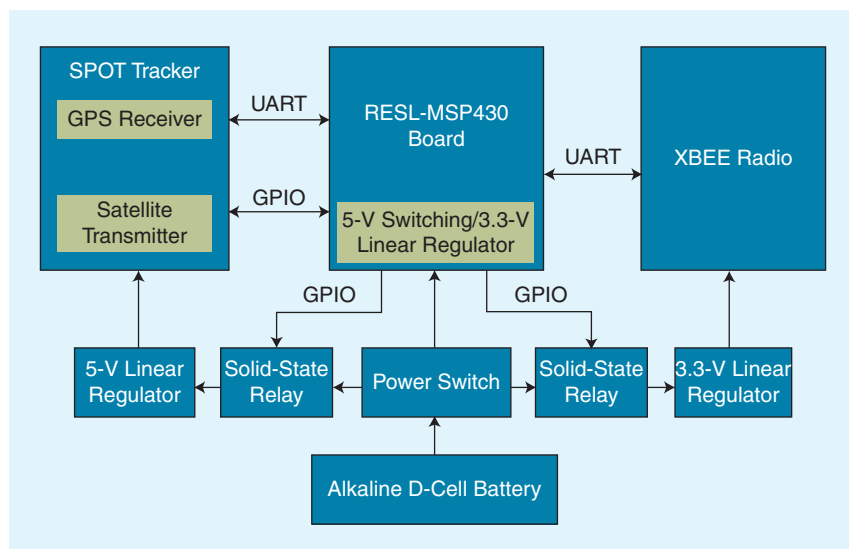 SPOT Tracker
GPS Receiver
Satellite
Transmitter
UART
GPIO
RESL-MSP430
Board
5-V Switching/3.3-V
Linear Regulator
UART
XBEE Radio
GPIO
GPIO
5-V Linear
Regulator
Solid-State
Relay
Power Switch
Solid-State
Relay
3.3-V Linear
Regulator
Alkaline D-Cell Battery